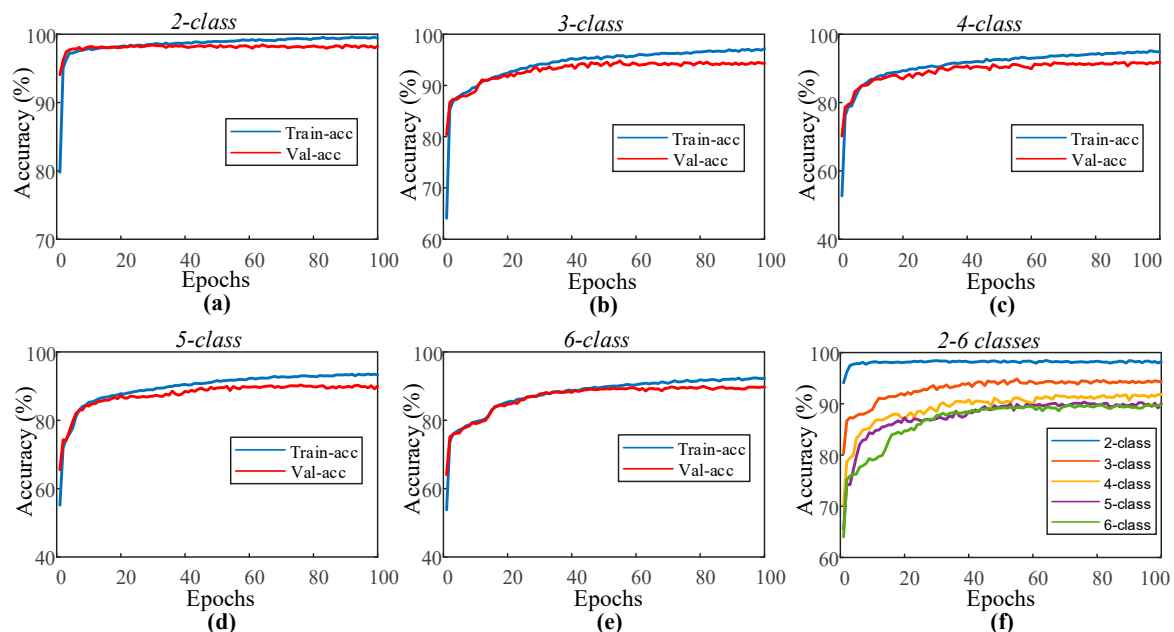 2-class
100
90
80
70
Accuracy (%)
Train-acc
Val-acc
0 20 40 60 80 100
Epochs
(a)
3-class
100
90
80
70
60
Accuracy (%)
Train-acc
Val-acc
0 20 40 60 80 100
Epochs
(b)
4-class
100
80
60
40
Accuracy (%)
Train-acc
Val-acc
0 20 40 60 80 100
Epochs
(c)
5-class
100
80
60
40
Accuracy (%)
Train-acc
Val-acc
0 20 40 60 80 100
Epochs
(d)
6-class
100
80
60
40
Accuracy (%)
Train-acc
Val-acc
0 20 40 60 80 100
Epochs
(e)
2-6 classes
100
90
80
70
60
Accuracy (%)
2-class
3-class
4-class
5-class
6-class
0 20 40 60 80 100
Epochs
(f)